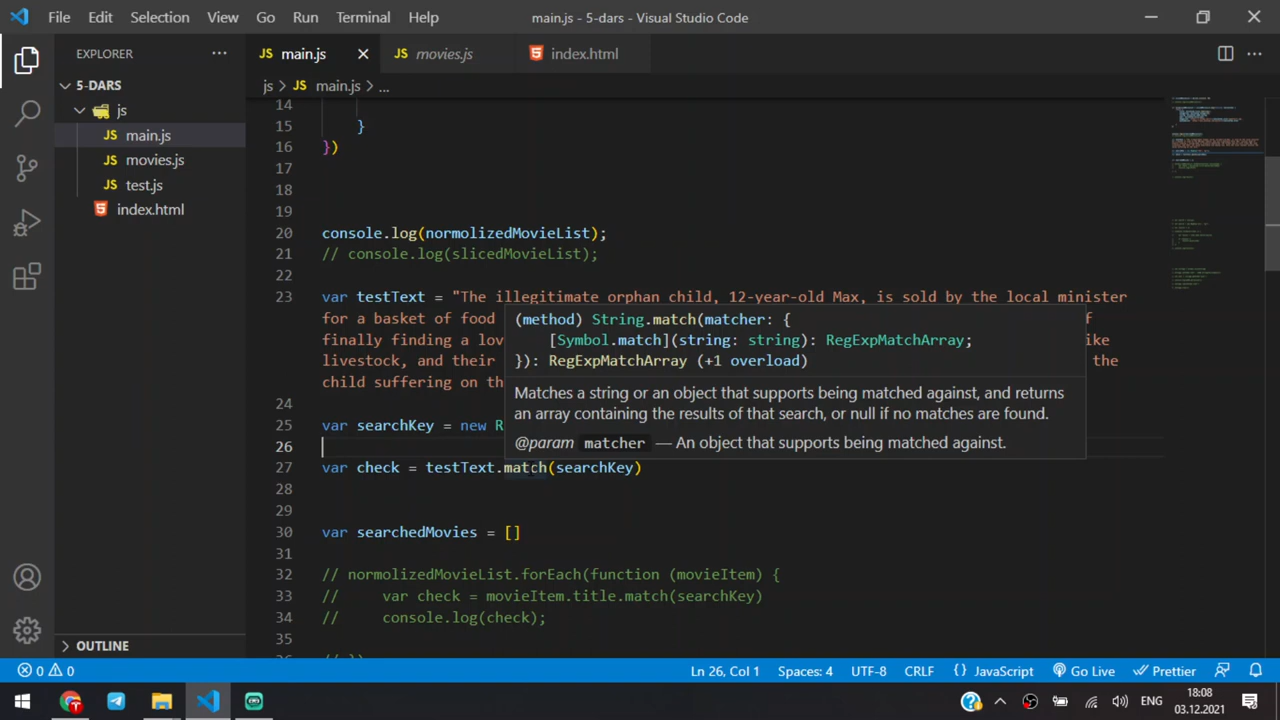 File Edit Selection View Go Run Terminal Help main.js - 5-dars - Visual Studio Code
EXPLORER ···
JS main.js JS movies.js index.html
5-DARS
js > JS main.js > ...
js
JS main.js
JS movies.js
JS test.js
index.html
14
15 }
16 })
17
18
19
20 console.log(normolizedMovieList);
21 // console.log(slicedMovieList);
22
23 var testText = "The illegitimate orphan child, 12-year-old Max, is sold by the local minister
for a basket of food
finally finding a lov
livestock, and their
child suffering on th
(method) String.match(matcher: {
[Symbol.match](string: string): RegExpMatchArray;
}): RegExpMatchArray (+1 overload)
Matches a string or an object that supports being matched against, and returns
an array containing the results of that search, or null if no matches are found.
@param matcher — An object that supports being matched against.
f
ike
the
24
25 var searchKey = new R
26
27 var check = testText.match(searchKey)
28
29
30 var searchedMovies = []
31
32 // normolizedMovieList.forEach(function (movieItem) {
33 // var check = movieItem.title.match(searchKey)
34 // console.log(check);
35
OUTLINE
0 0 Ln 26, Col 1 Spaces: 4 UTF-8 CRLF {} JavaScript Go Live Prettier
ENG 18:08
03.12.2021